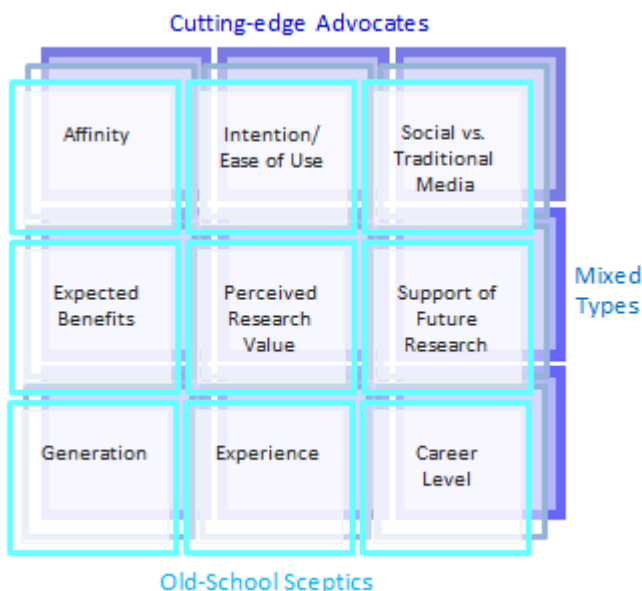 Cutting-edge Advocates
Affinity
Intention/
Ease of Use
Social vs.
Traditional
Media
Expected
Benefits
Perceived
Research
Value
Support of
Future
Research
Mixed
Types
Generation
Experience
Career
Level
Old-School Sceptics